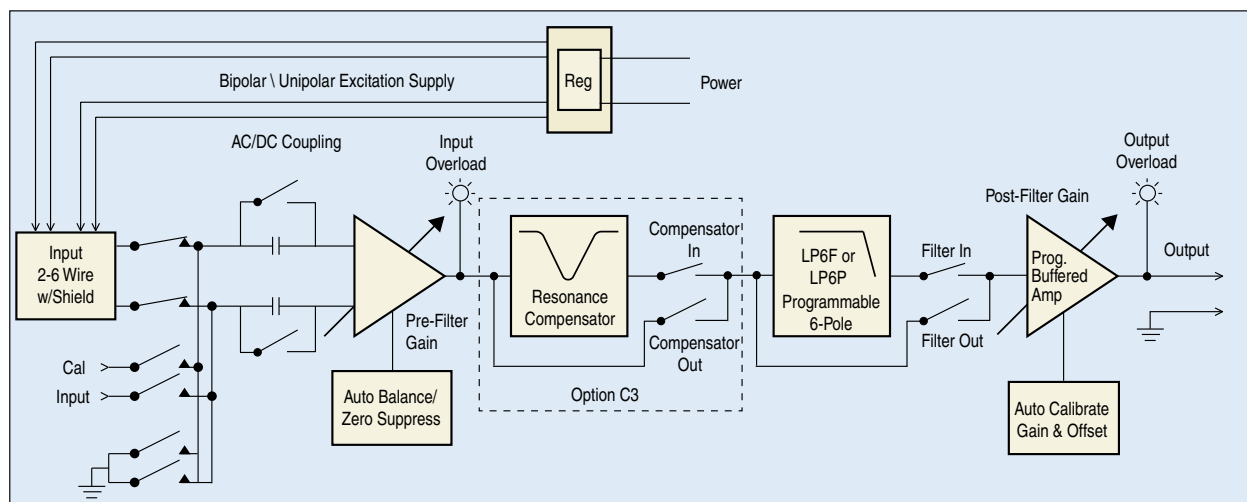 Reg
Bipolar \ Unipolar Excitation Supply
Power
AC/DC Coupling
Input
Overload
Output
Overload
Post-Filter Gain
Input
2-6 Wire
w/Shield
Resonance
Compensator
Compensator
In
LP6F or
LP6P
Programmable
6-Pole
Filter In
Prog.
Buffered
Amp
Output
Pre-Filter
Gain
Compensator
Out
Filter Out
Cal
Input
Auto Balance/
Zero Suppress
Option C3
Auto Calibrate
Gain & Offset